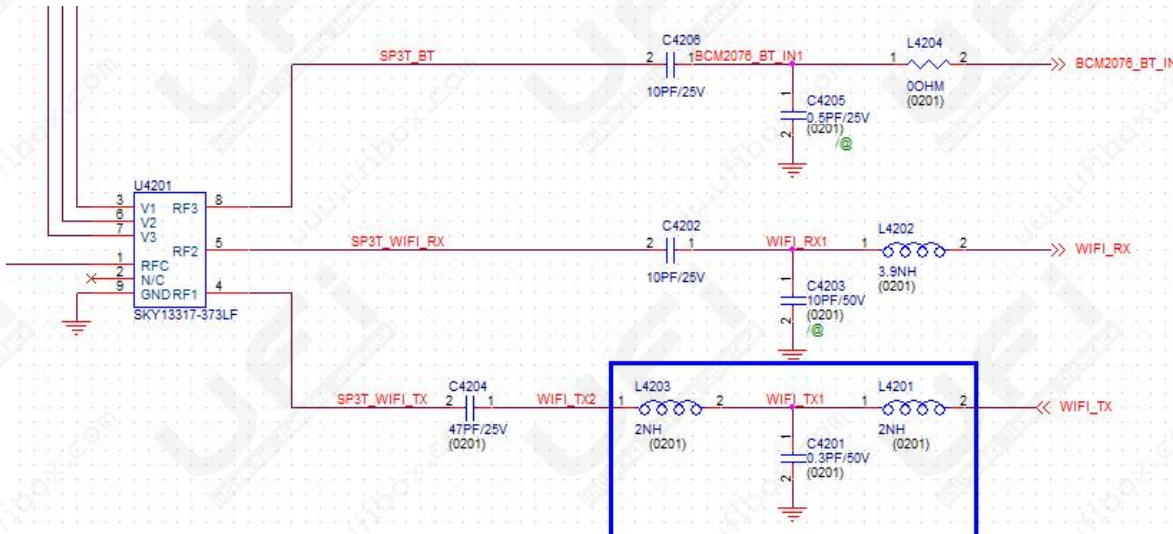 C4206
L4204
SP3T_BT
2
1
BCM2076_BT_IN1
1
2
BCM2076_BT_IN
10PF/25V
0OHM
(0201)
1
C4205
0.5PF/25V
(0201)
2
/@
U4201
3
V1
RF3
8
6
V2
7
V3
RF2
5
1
RFC
2
N/C
9
GND
RF1
4
SKY13317-373LF
C4202
L4202
SP3T_WIFI_RX
2
1
WIFI_RX1
1
2
WIFI_RX
10PF/25V
3.9NH
(0201)
1
C4203
10PF/50V
(0201)
2
/@
C4204
L4203
L4201
SP3T_WIFI_TX
2
1
WIFI_TX2
1
2
WIFI_TX1
1
2
WIFI_TX
47PF/25V
(0201)
2NH
(0201)
2NH
(0201)
1
C4201
0.3PF/50V
(0201)
2
UFi
www.ufibox.com